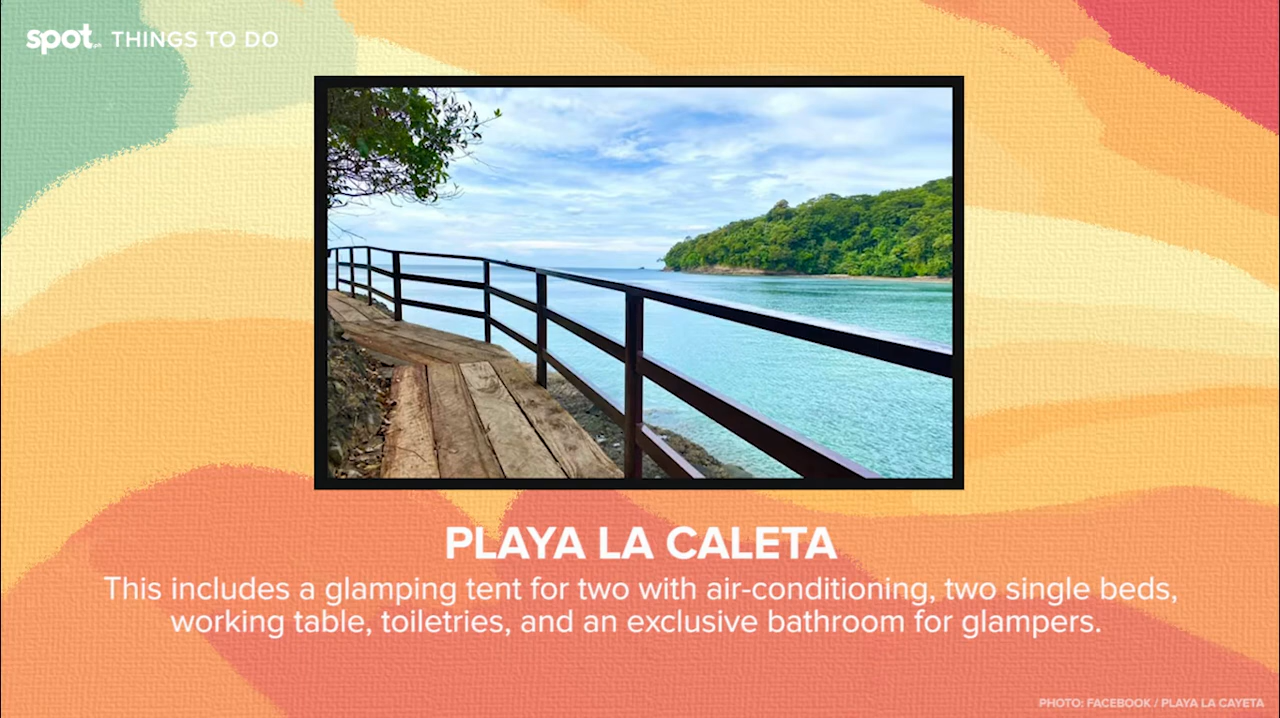 spot.ph THINGS TO DO
PLAYA LA CALETA
This includes a glamping tent for two with air-conditioning, two single beds,
working table, toiletries, and an exclusive bathroom for glampers.
PHOTO: FACEBOOK / PLAYA LA CAYETA